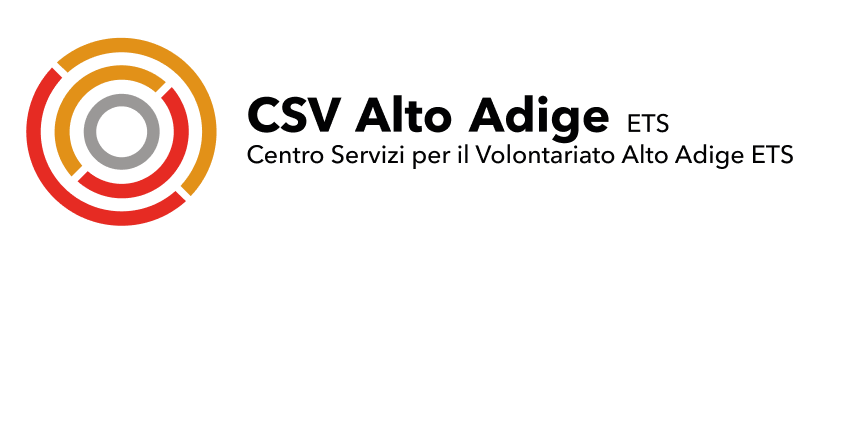 CSV Alto Adige ETS
Centro Servizi per il Volontariato Alto Adige ETS